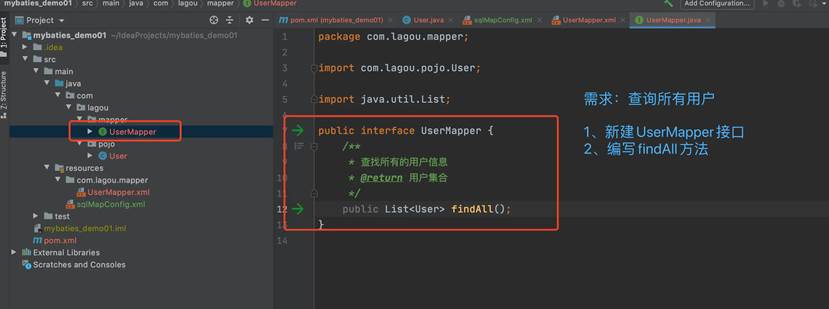 mybaties_demo01 › src › main › java › com › lagou › mapper › UserMapper
Add Configuration...
1: Project
Z: Structure
Project
pom.xml (mybaties_demo01)
User.java
sqlMapConfig.xml
UserMapper.xml
UserMapper.java
mybaties_demo01 ~/IdeaProjects/mybaties_demo01
.idea
src
main
java
com
lagou
mapper
UserMapper
pojo
User
resources
com.lagou.mapper
UserMapper.xml
sqlMapConfig.xml
test
mybaties_demo01.iml
pom.xml
External Libraries
Scratches and Consoles
1 package com.lagou.mapper;
2
3 import com.lagou.pojo.User;
4
5 import java.util.List;
6
7 public interface UserMapper {
8 /**
9 * 查找所有的用户信息
10 * @return 用户集合
11 */
12 public List<User> findAll();
13 }
14
需求：查询所有用户
1、新建UserMapper接口
2、编写findAll方法